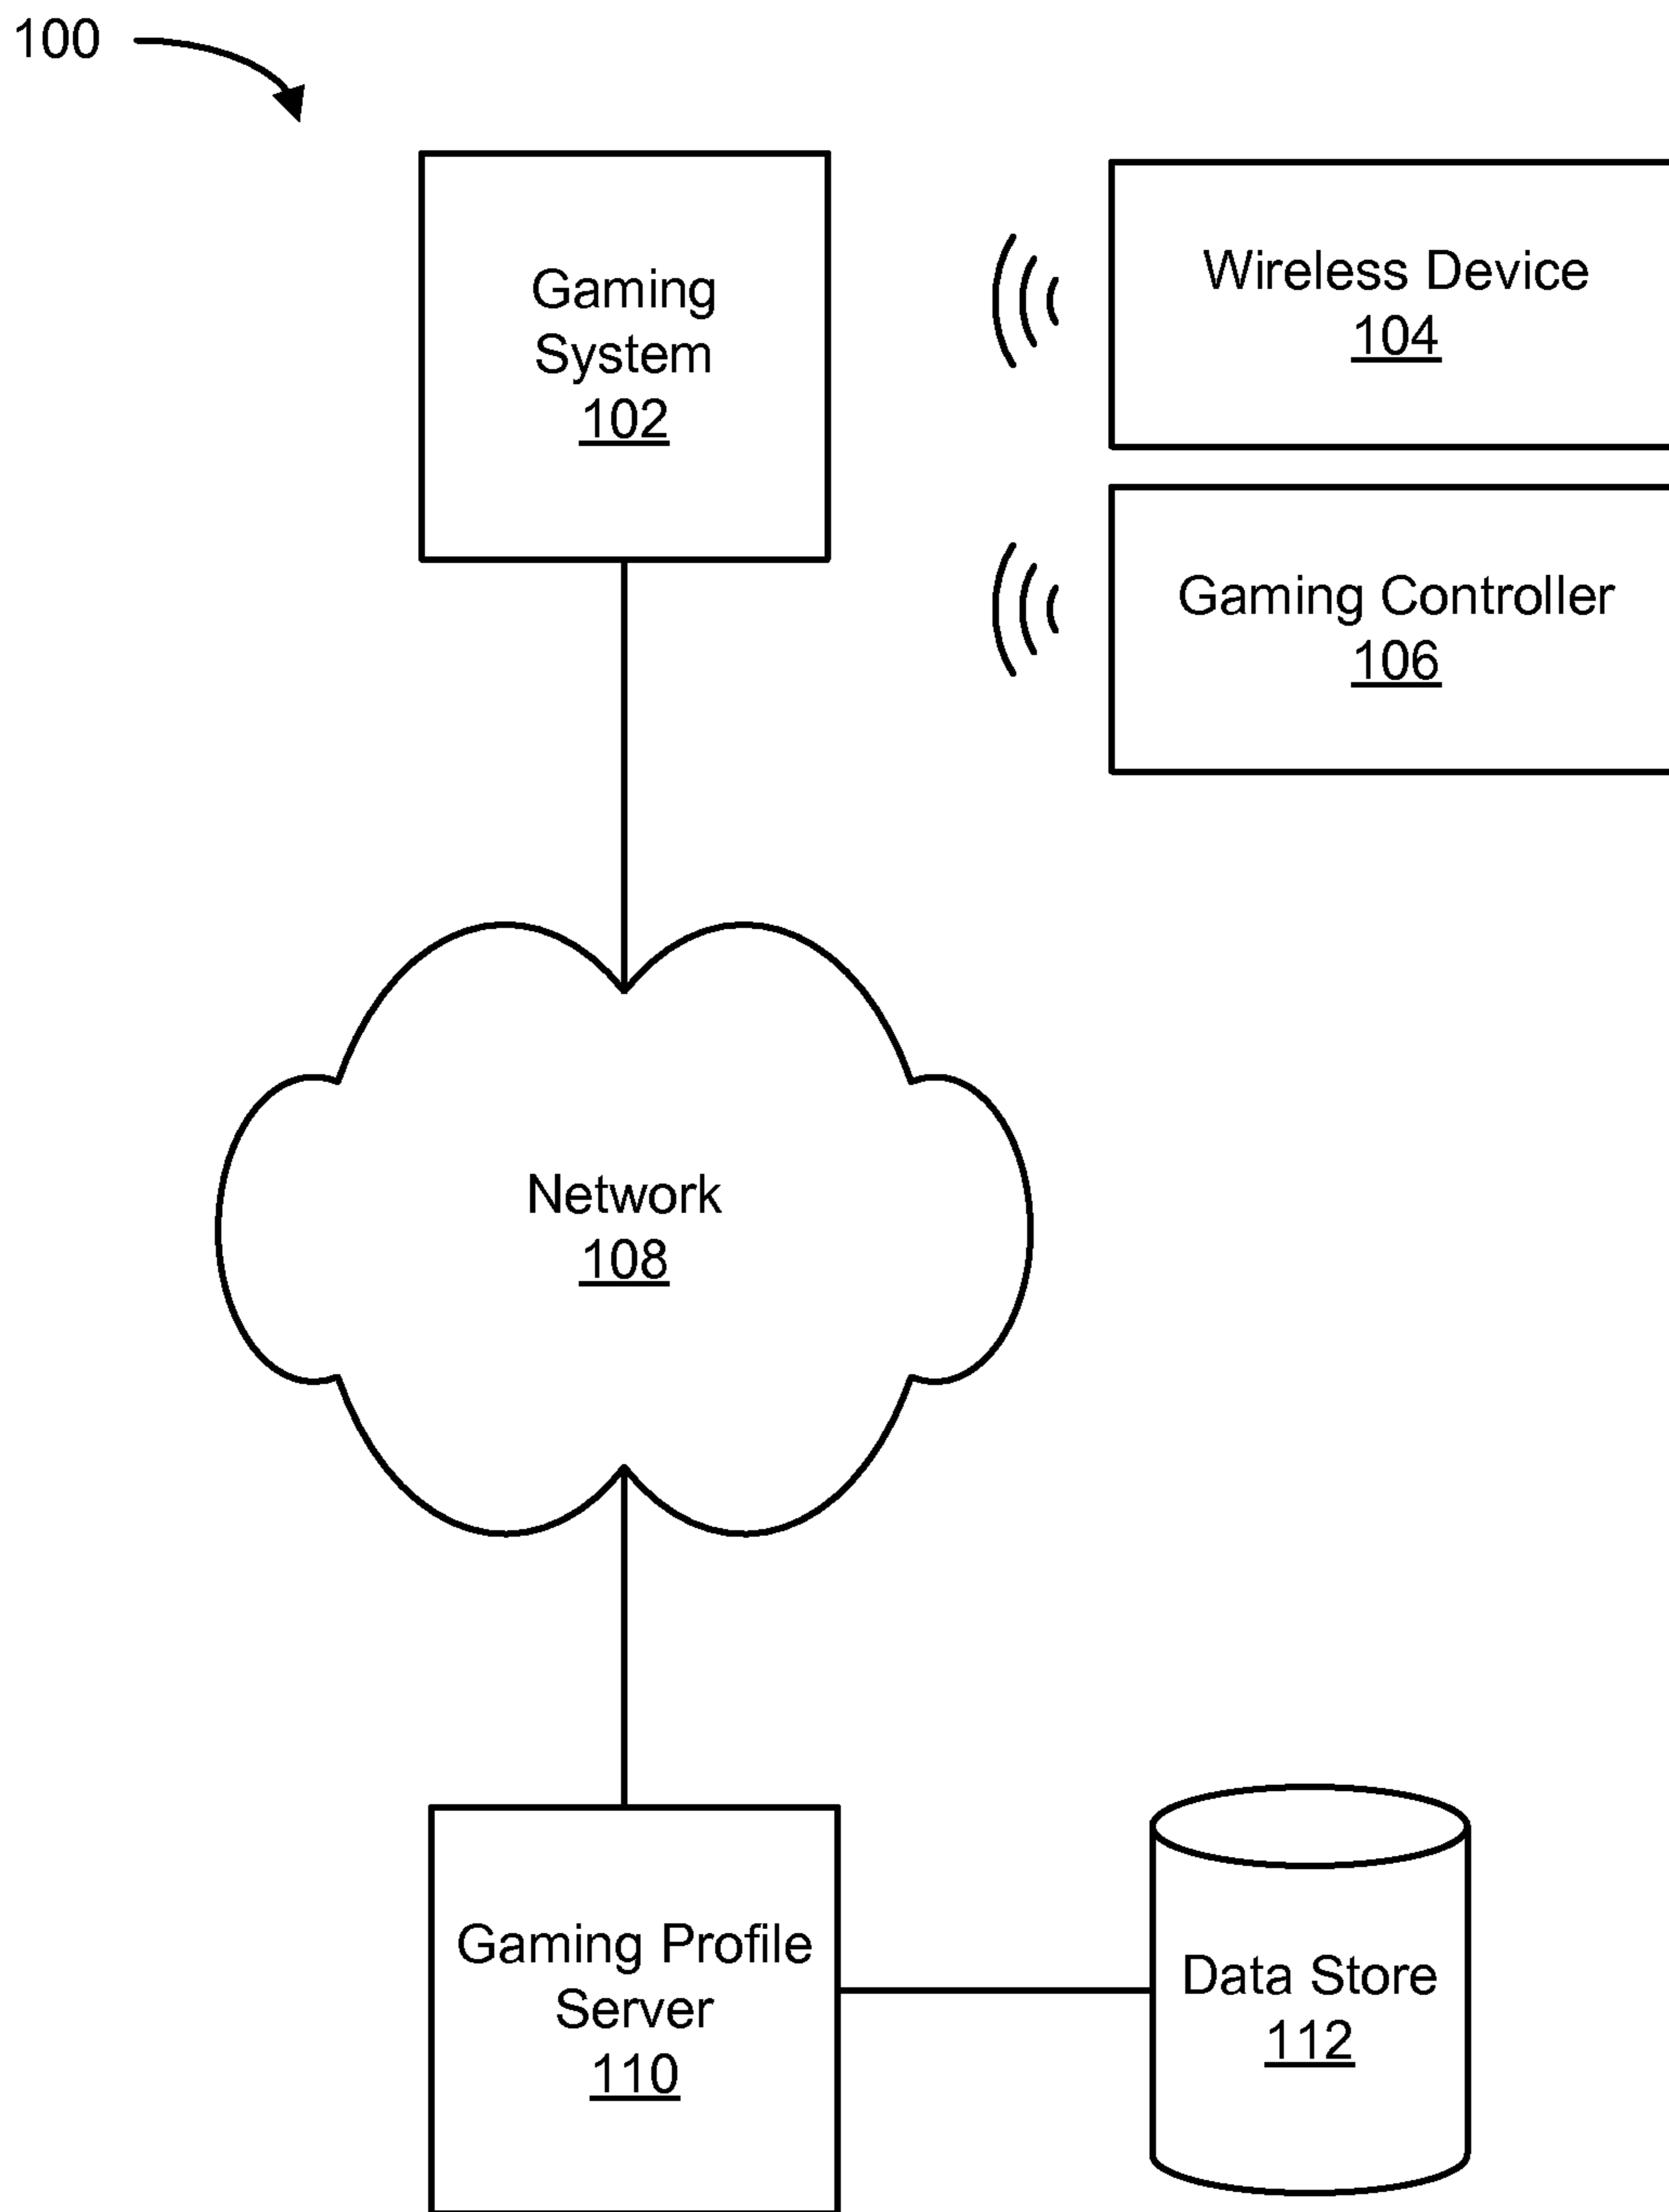 100
Gaming
System
102
Wireless Device
104
Gaming Controller
106
Network
108
Gaming Profile
Server
110
Data Store
112